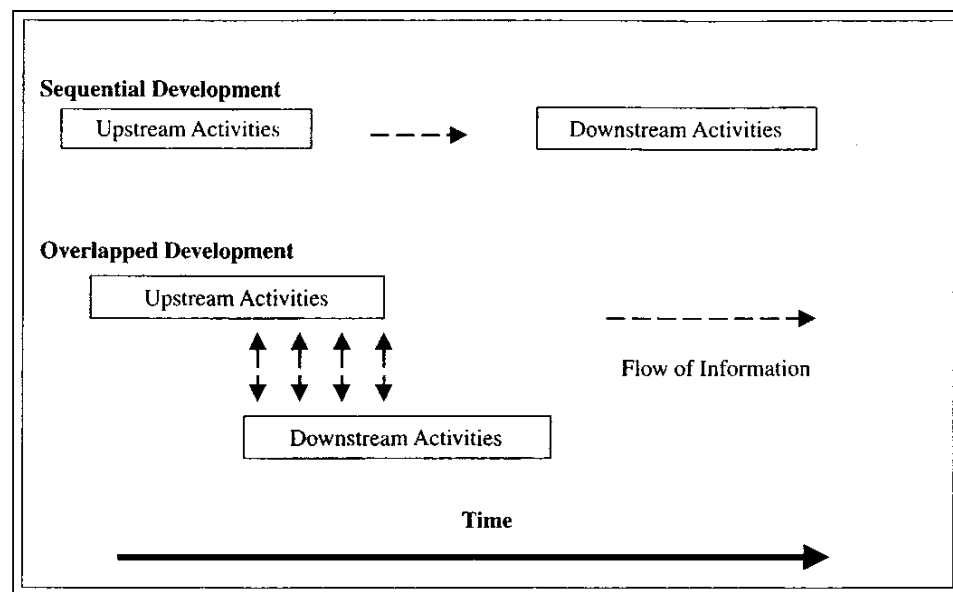 Sequential Development
Upstream Activities
Downstream Activities
Overlapped Development
Upstream Activities
Flow of Information
Downstream Activities
Time